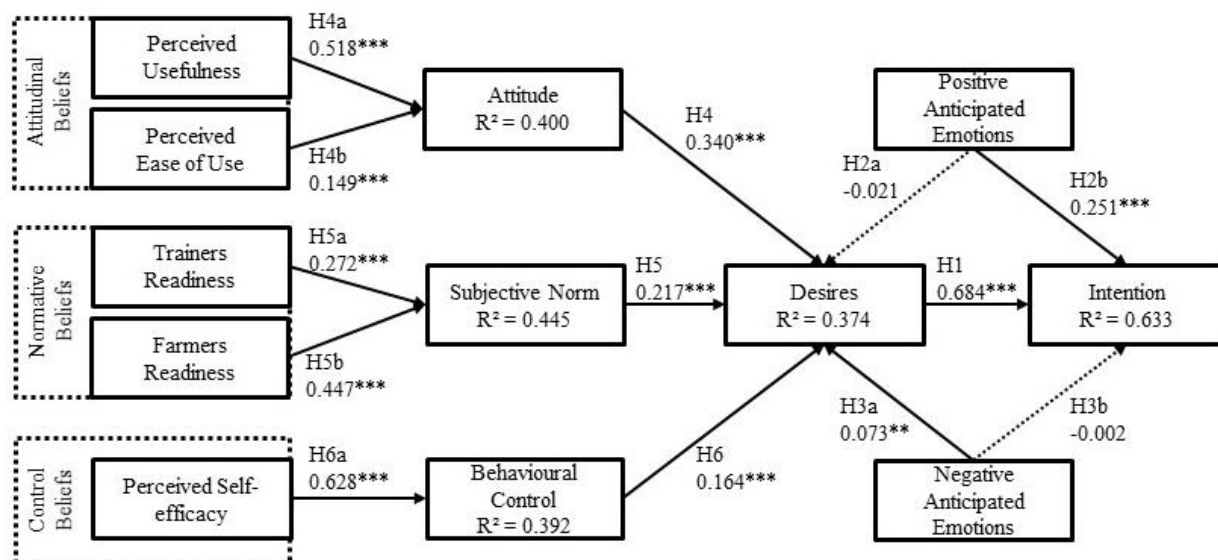 Attitudinal
Beliefs
Perceived
Usefulness
Perceived
Ease of Use
H4a
0.518***
H4b
0.149***
Attitude
R² = 0.400
H4
0.340***
Positive
Anticipated
Emotions
H2a
-0.021
H2b
0.251***
Normative
Beliefs
Trainers
Readiness
Farmers
Readiness
H5a
0.272***
H5b
0.447***
Subjective Norm
R² = 0.445
H5
0.217***
Desires
R² = 0.374
H1
0.684***
Intention
R² = 0.633
Control
Beliefs
Perceived Self-
efficacy
H6a
0.628***
Behavioural
Control
R² = 0.392
H6
0.164***
H3a
0.073**
H3b
-0.002
Negative
Anticipated
Emotions